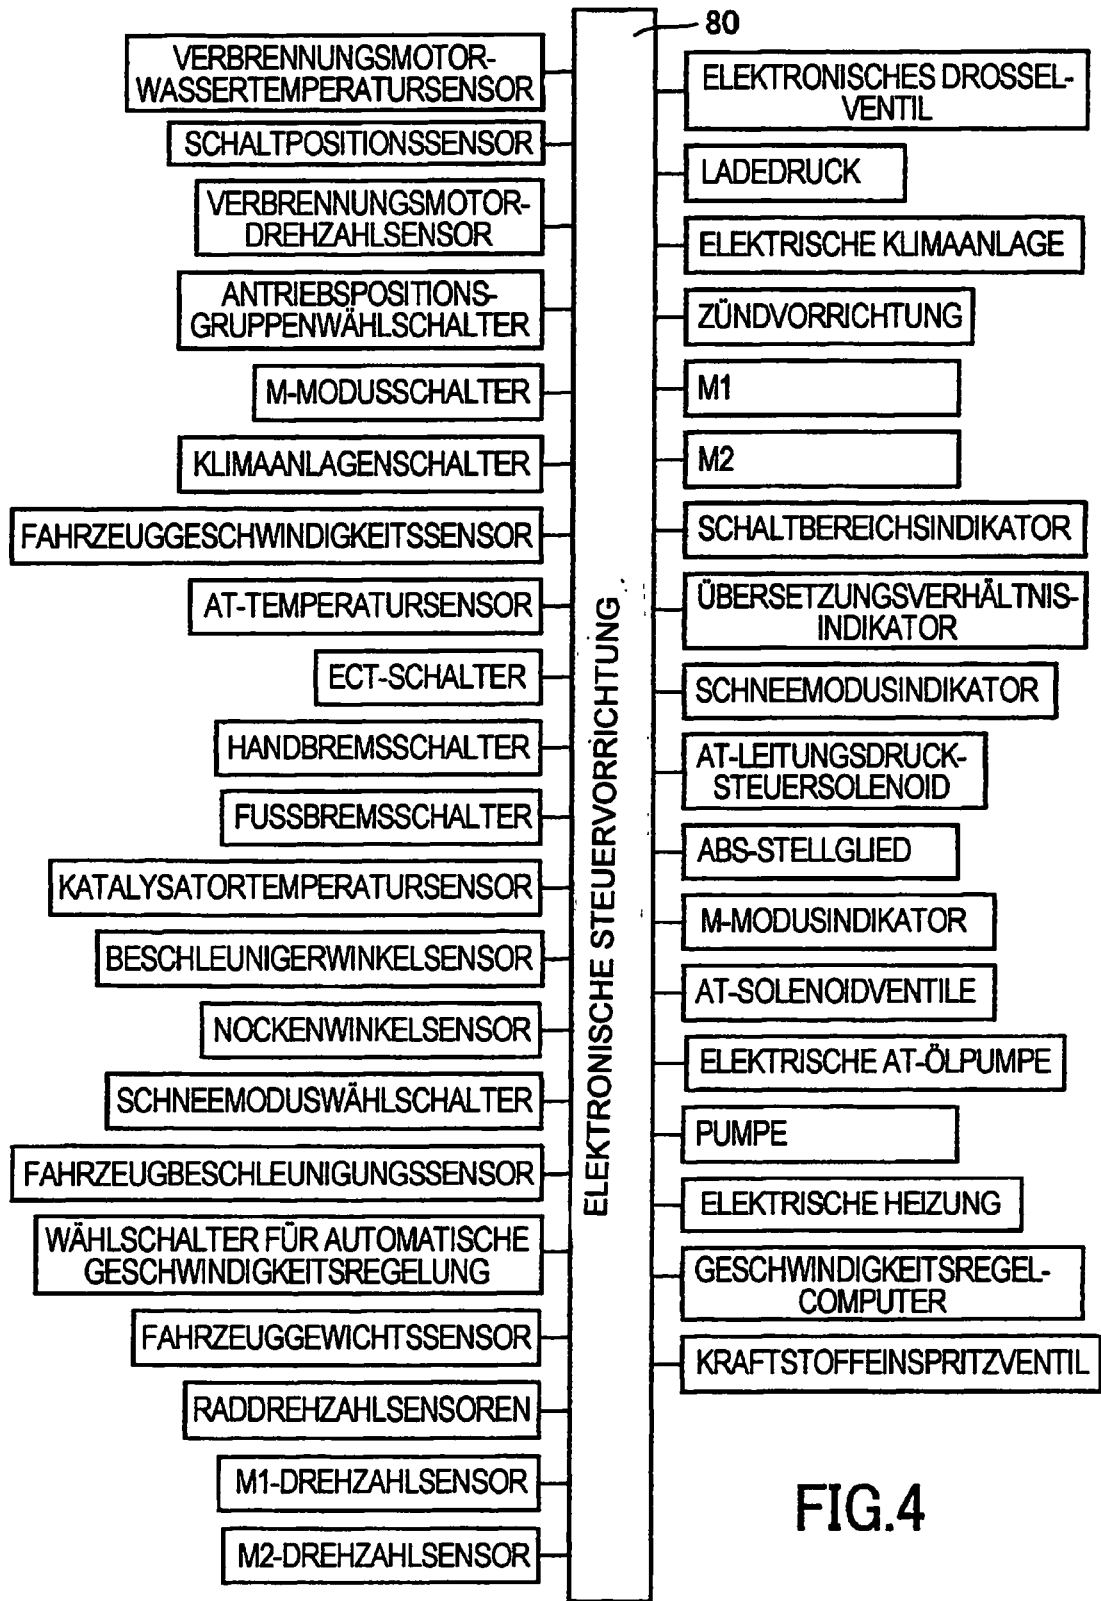 80
VERBRENNUNGSMOTOR-
WASSERTEMPERATURSENSOR
SCHALTPOSITIONSSENSOR
VERBRENNUNGSMOTOR-
DREHZAHLSENSOR
ANTRIEBSPOSITIONS-
GRUPPENWÄHLSCHALTER
M-MODUSSCHALTER
KLIMAANLAGENSCHALTER
FAHRZEUGGESCHWINDIGKEITSSENSOR
AT-TEMPERATURSENSOR
ECT-SCHALTER
HANDBREMSSCHALTER
FUSSBREMSSCHALTER
KATALYSATORTEMPERATURSENSOR
BESCHLEUNIGERWINKELSENSOR
NOCKENWINKELSENSOR
SCHNEEMODUSWÄHLSCHALTER
FAHRZEUGBESCHLEUNIGUNGSSENSOR
WÄHLSCHALTER FÜR AUTOMATISCHE
GESCHWINDIGKEITSREGELUNG
FAHRZEUGGEWICHTSSENSOR
RADDREHZAHLSENSOREN
M1-DREHZAHLSENSOR
M2-DREHZAHLSENSOR
ELEKTRONISCHE STEUERVORRICHTUNG
ELEKTRONISCHES DROSSEL-
VENTIL
LADEDRUCK
ELEKTRISCHE KLIMAANLAGE
ZÜNDVORRICHTUNG
M1
M2
SCHALTBEREICHSINDIKATOR
ÜBERSETZUNGSVERHÄLTNIS-
INDIKATOR
SCHNEEMODUSINDIKATOR
AT-LEITUNGSDRUCK-
STEUERSOLENOID
ABS-STELLGLIED
M-MODUSINDIKATOR
AT-SOLENOIDVENTILE
ELEKTRISCHE AT-ÖLPUMPE
PUMPE
ELEKTRISCHE HEIZUNG
GESCHWINDIGKEITSREGEL-
COMPUTER
KRAFTSTOFFEINSPRITZVENTIL
FIG.4